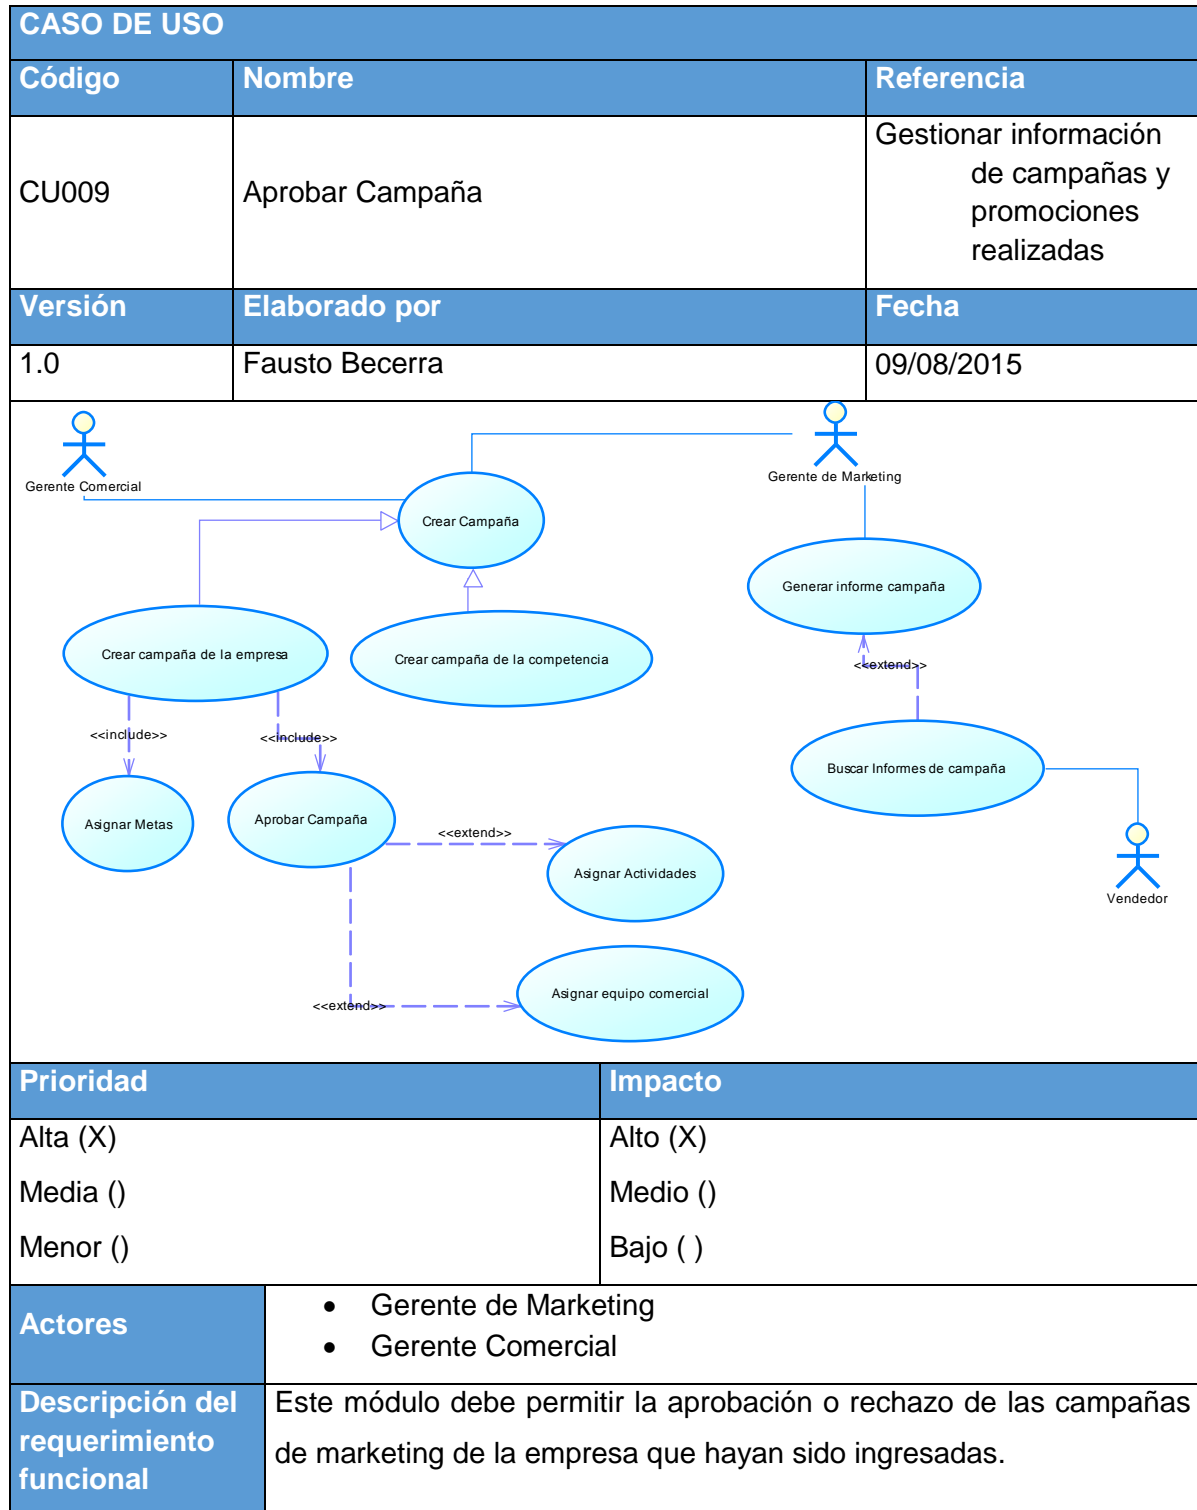 CASO DE USO
Código
Nombre
Referencia
CU009
Aprobar Campaña
Gestionar información
de campañas y
promociones
realizadas
Versión
Elaborado por
Fecha
1.0
Fausto Becerra
09/08/2015
Gerente Comercial
Gerente de Marketing
Crear Campaña
Generar informe campaña
Crear campaña de la empresa
Crear campaña de la competencia
<<extend>>
<<include>>
<<include>>
Buscar Informes de campaña
Asignar Metas
Aprobar Campaña
<<extend>>
Asignar Actividades
Vendedor
Asignar equipo comercial
<<extend>>
Prioridad
Impacto
Alta (X)
Alto (X)
Media ()
Medio ()
Menor ()
Bajo ( )
Actores
• Gerente de Marketing
• Gerente Comercial
Descripción del
requerimiento
funcional
Este módulo debe permitir la aprobación o rechazo de las campañas
de marketing de la empresa que hayan sido ingresadas.